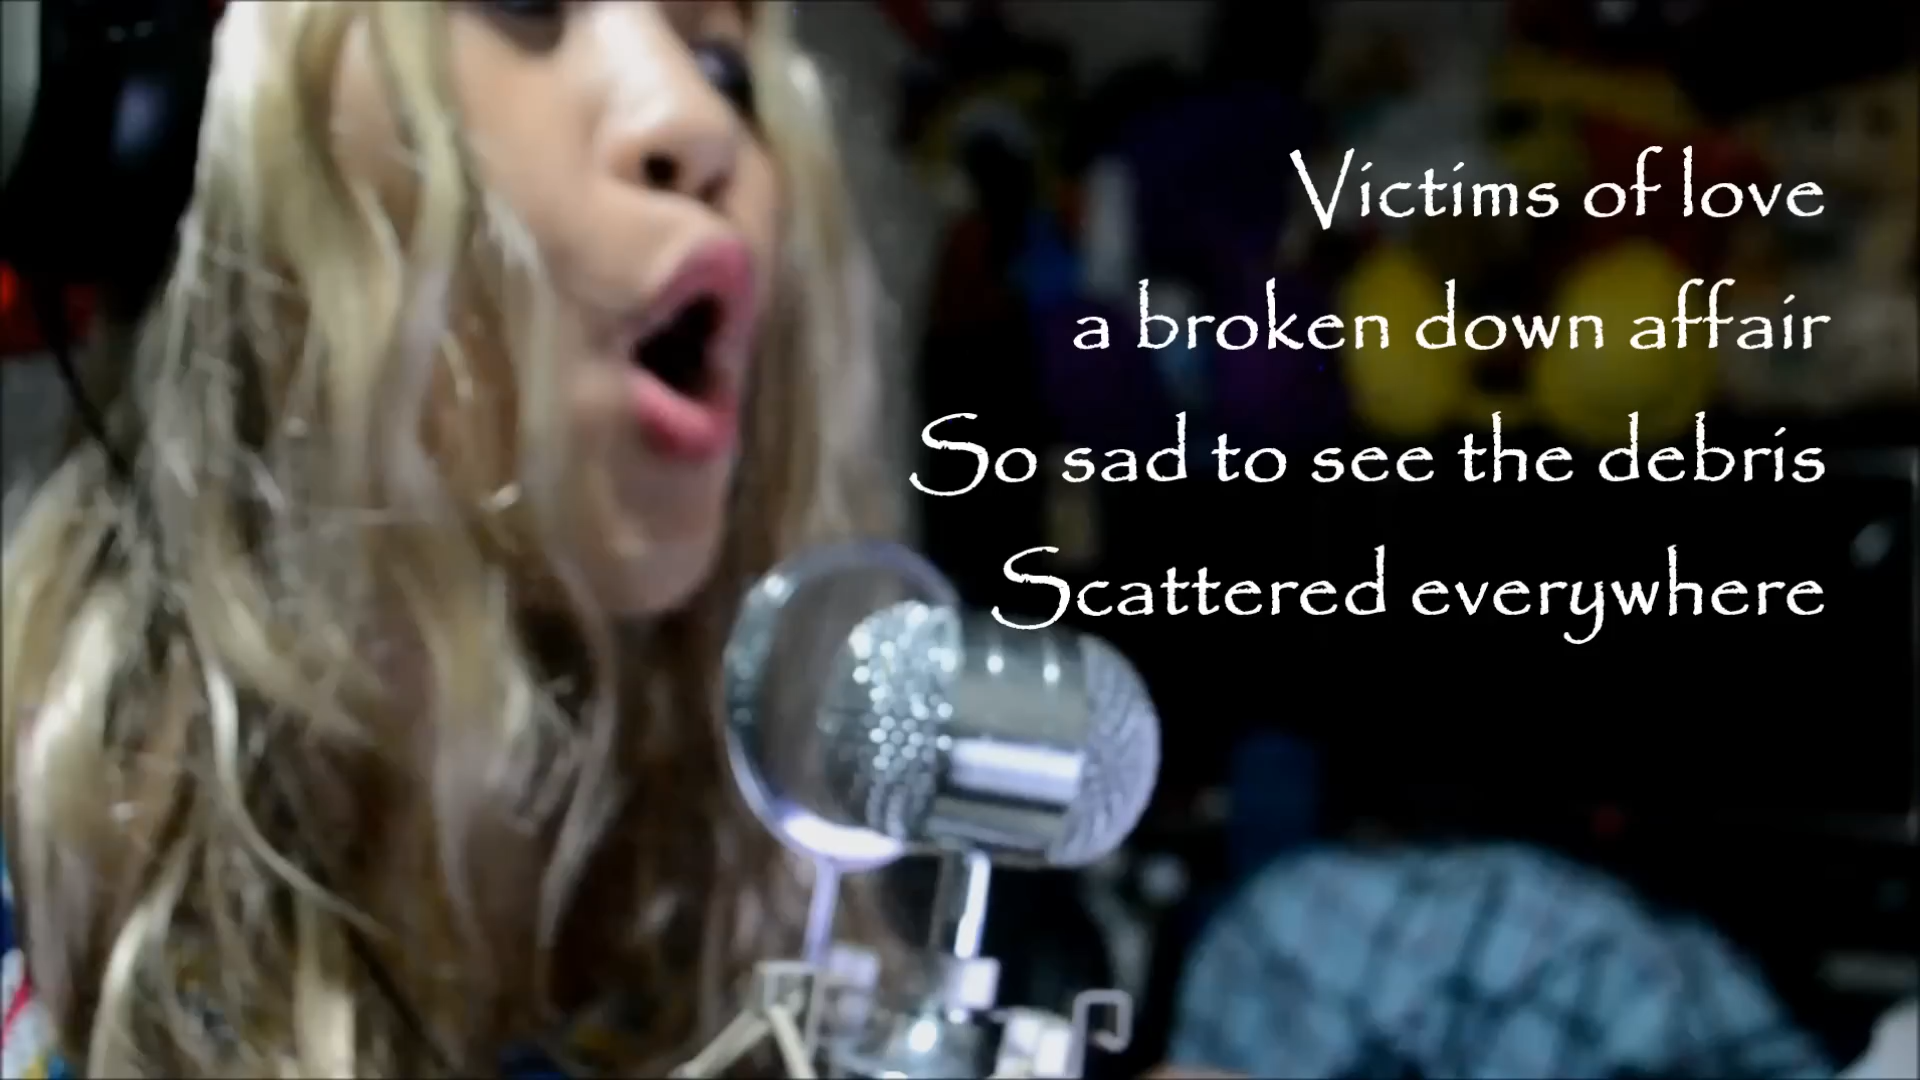 Victims of love
a broken down affair
So sad to see the debris
Scattered everywhere